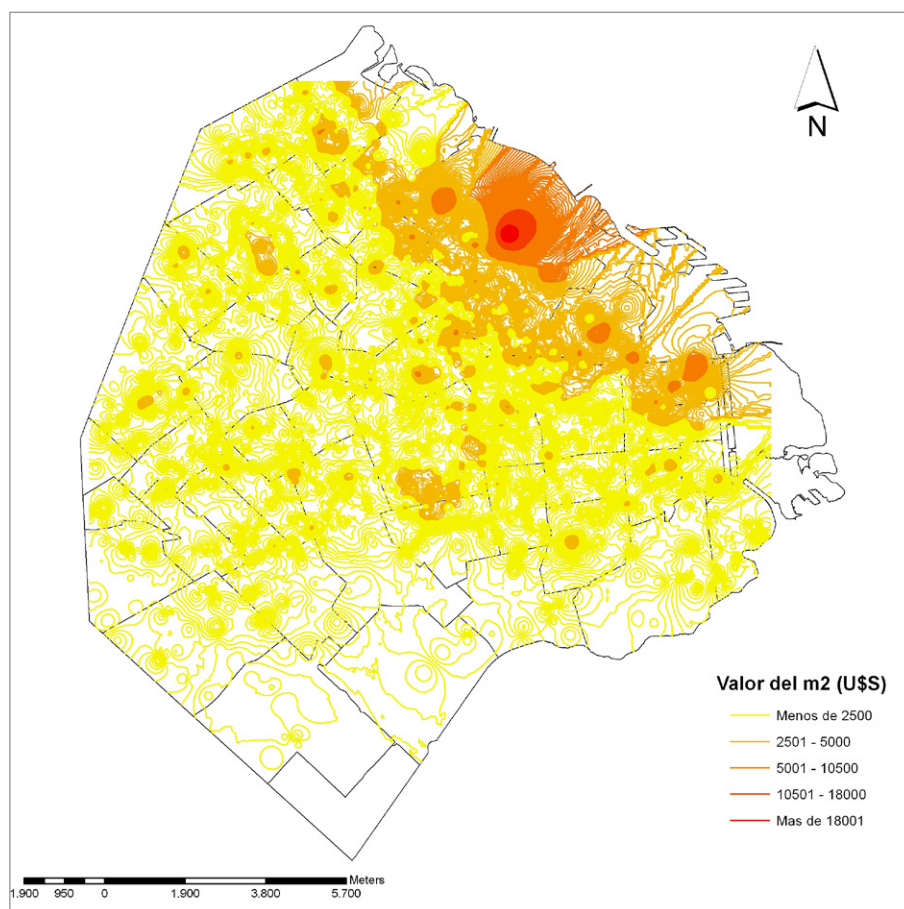 N
Valor del m2 (U$S)
Menos de 2500
2501 - 5000
5001 - 10500
10501 - 18000
Mas de 18001
Meters
1.900 950 0 1.900 3.800 5.700